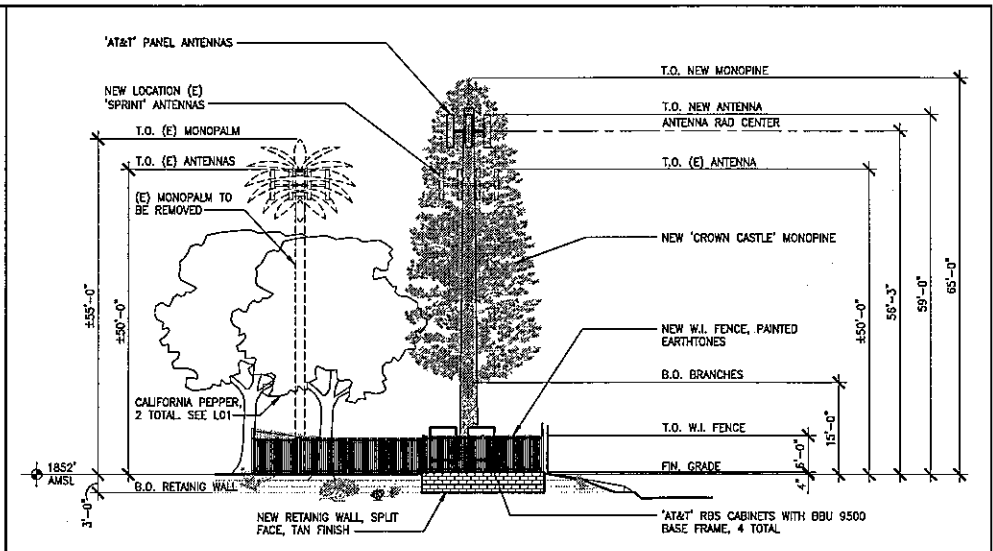 'AT&T' PANEL ANTENNAS
NEW LOCATION (E)
'SPRINT' ANTENNAS
T.O. (E) MONOPALM
T.O. (E) ANTENNAS
(E) MONOPALM TO
BE REMOVED
CALIFORNIA PEPPER,
2 TOTAL. SEE L01
±55'-0"
±50'-0"
1852'
AMSL
B.O. RETAINIG WALL
3'-0"
NEW RETAINIG WALL, SPLIT
FACE, TAN FINISH
T.O. NEW MONOPINE
T.O. NEW ANTENNA
ANTENNA RAD CENTER
T.O. (E) ANTENNA
NEW 'CROWN CASTLE' MONOPINE
NEW W.I. FENCE, PAINTED
EARTHTONES
B.O. BRANCHES
T.O. W.I. FENCE
FIN. GRADE
'AT&T' RBS CABINETS WITH BBU 9500
BASE FRAME, 4 TOTAL
4"
6'-0"
15'-0"
±50'-0"
56'-3"
59'-0"
65'-0"